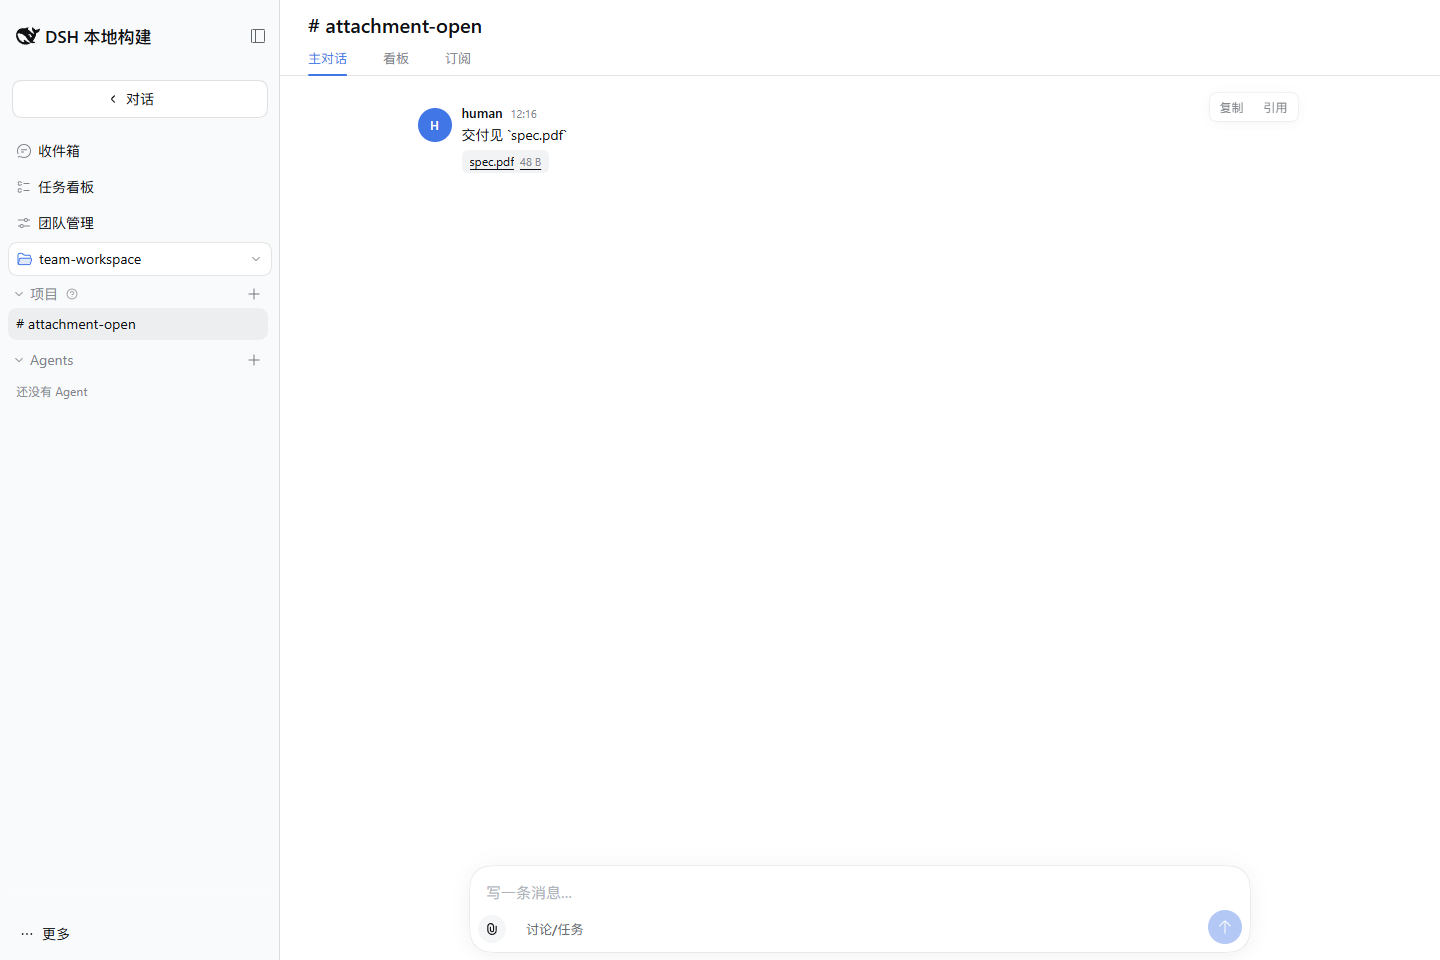 DSH 本地构建
对话
收件箱
任务看板
团队管理
team-workspace
项目
# attachment-open
Agents
还没有 Agent
更多
# attachment-open
主对话 看板 订阅
复制 引用
H
human 12:16
交付见 `spec.pdf`
spec.pdf 48 B
写一条消息...
讨论/任务